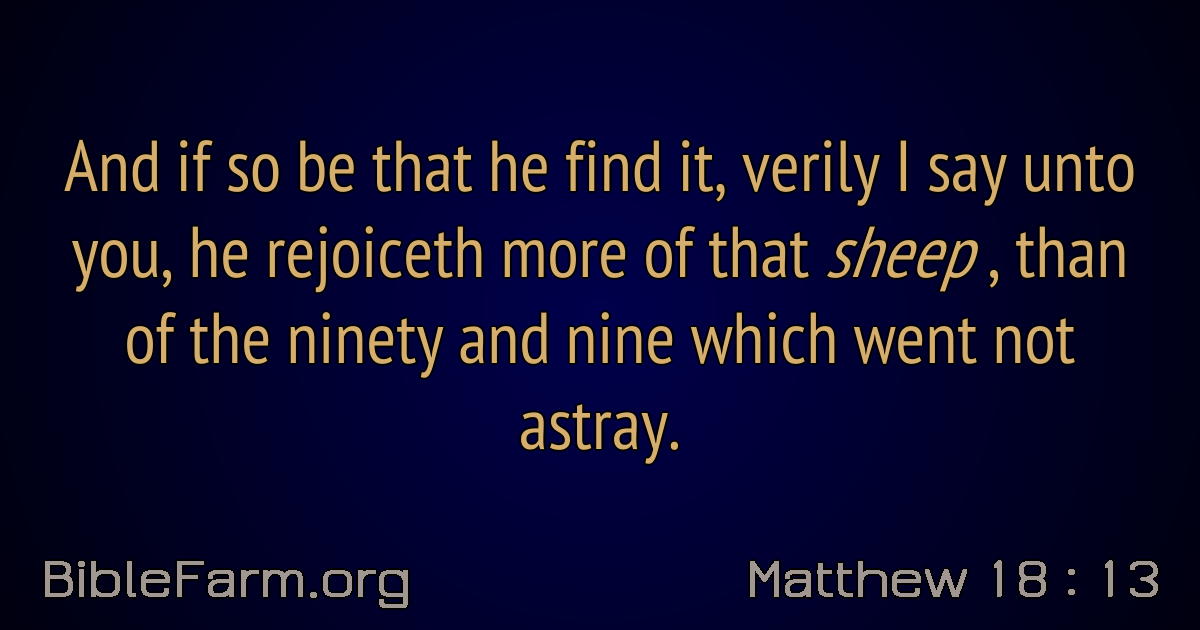 And if so be that he find it, verily I say unto
you, he rejoiceth more of that sheep , than
of the ninety and nine which went not
astray.
BibleFarm.org
Matthew 18 : 13